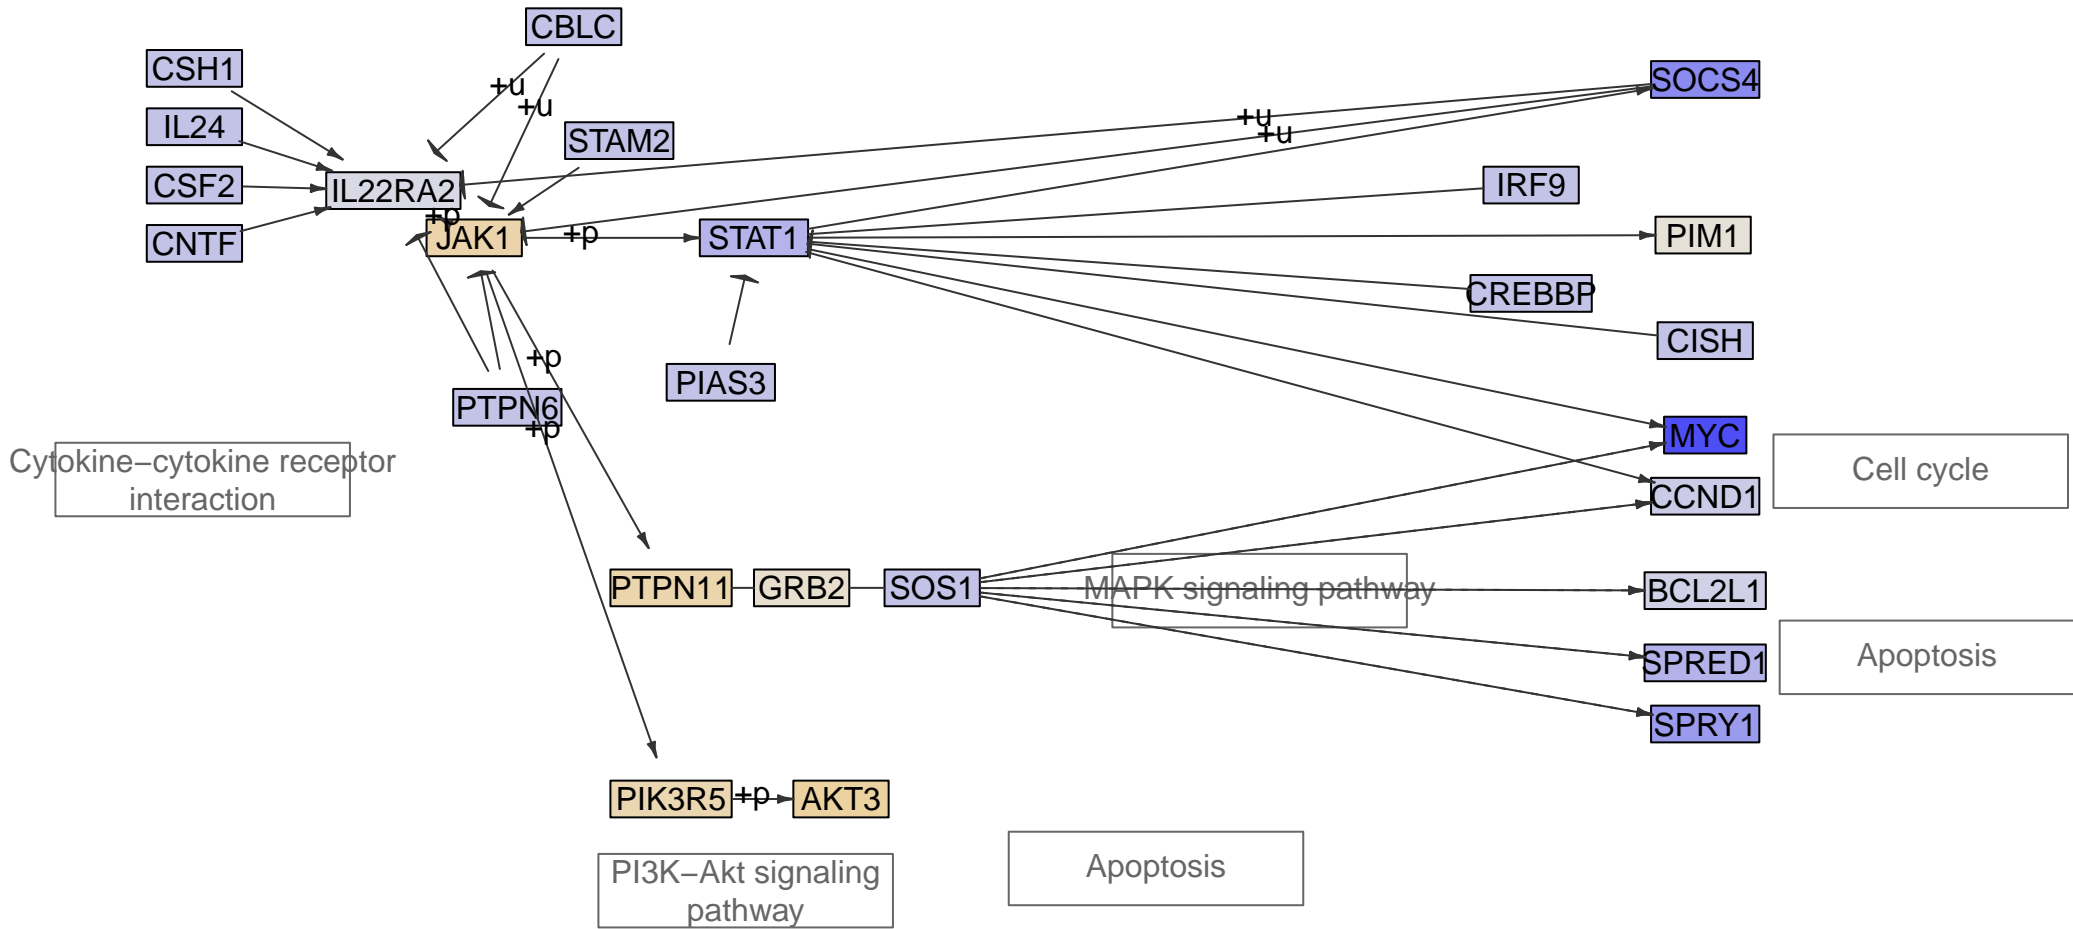 CBLC
CSH1
+u
SOCS4
+u
IL24
+u
+u
STAM2
CSF2
IL22RA2
IRF9
+p
CNTF
JAK1
+p
STAT1
PIM1
CREBBP
CISH
+p
PIAS3
PTPN6
+p
MYC
Cytokine−cytokine receptor
interaction
Cell cycle
CCND1
PTPN11
GRB2
SOS1
MAPK signaling pathway
BCL2L1
SPRED1
Apoptosis
SPRY1
PIK3R5
+p
AKT3
PI3K−Akt signaling
pathway
Apoptosis